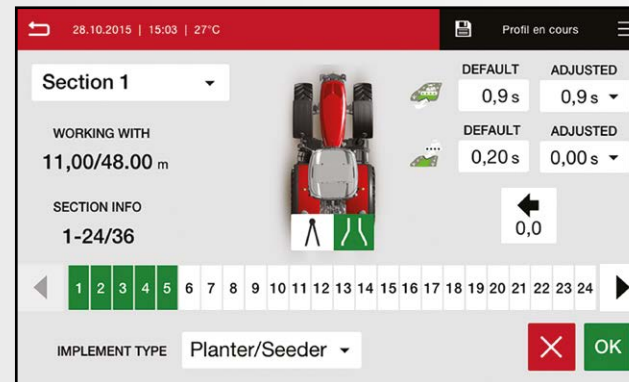 28.10.2015 | 15:03 | 27°C
Profil en cours
Section 1
DEFAULT ADJUSTED
0,9 s 0,9 s
WORKING WITH
11,00/48.00 m
DEFAULT ADJUSTED
0,20 s 0,00 s
SECTION INFO
1-24/36
0,0
1 2 3 4 5 6 7 8 9 10 11 12 13 14 15 16 17 18 19 20 21 22 23 24
IMPLEMENT TYPE Planter/Seeder
OK